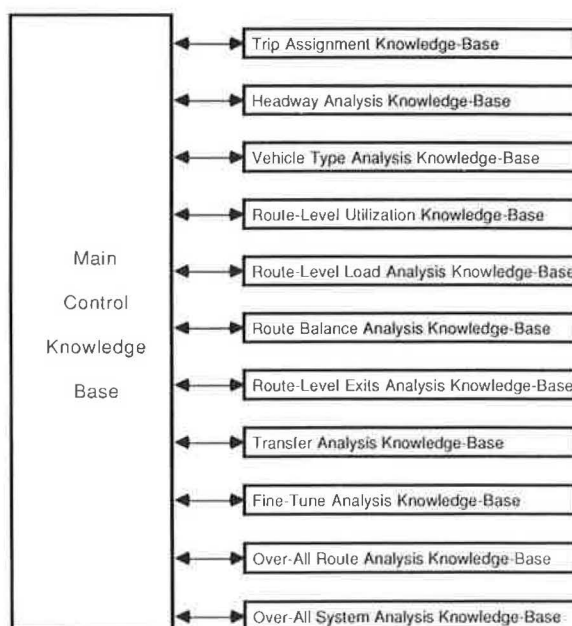 Main
Control
Knowledge
Base
Trip Assignment Knowledge-Base
Headway Analysis Knowledge-Base
Vehicle Type Analysis Knowledge-Base
Route-Level Utilization Knowledge-Base
Route-Level Load Analysis Knowledge-Base
Route Balance Analysis Knowledge-Base
Route-Level Exits Analysis Knowledge-Base
Transfer Analysis Knowledge-Base
Fine-Tune Analysis Knowledge-Base
Over-All Route Analysis Knowledge-Base
Over-All System Analysis Knowledge-Base